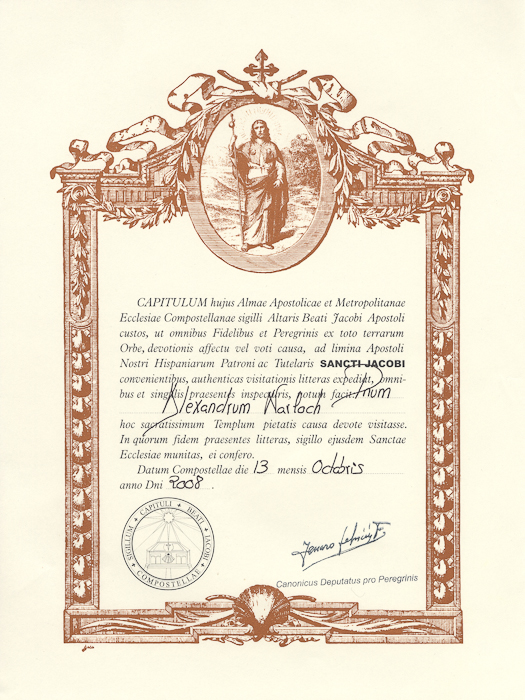 CAPITULUM hujus Almae Apostolicae et Metropolitanae
Ecclesiae Compostellanae sigilli Altaris Beati Jacobi Apostoli
custos, ut omnibus Fidelibus et Peregrinis ex toto terrarum
Orbe, devotionis affectu vel voti causa, ad limina Apostoli
Nostri Hispaniarum Patroni ac Tutelaris SANCTI JACOBI
convenientibus, authenticas visitationis litteras expediat, omni-
bus et singulis praesentes inspecturis, notum facit: Dnum
Alexandrum Warloch
hoc sacratissimum Templum pietatis causa devote visitasse.
In quorum fidem praesentes litteras, sigillo ejusdem Sanctae
Ecclesiae munitas, ei confero.
Datum Compostellae die 13 mensis Octobris
anno Dni 2008 .
SIGILLUM CAPITULI BEATI JACOBI
COMPOSTELLAE
Canonicus Deputatus pro Peregrinis